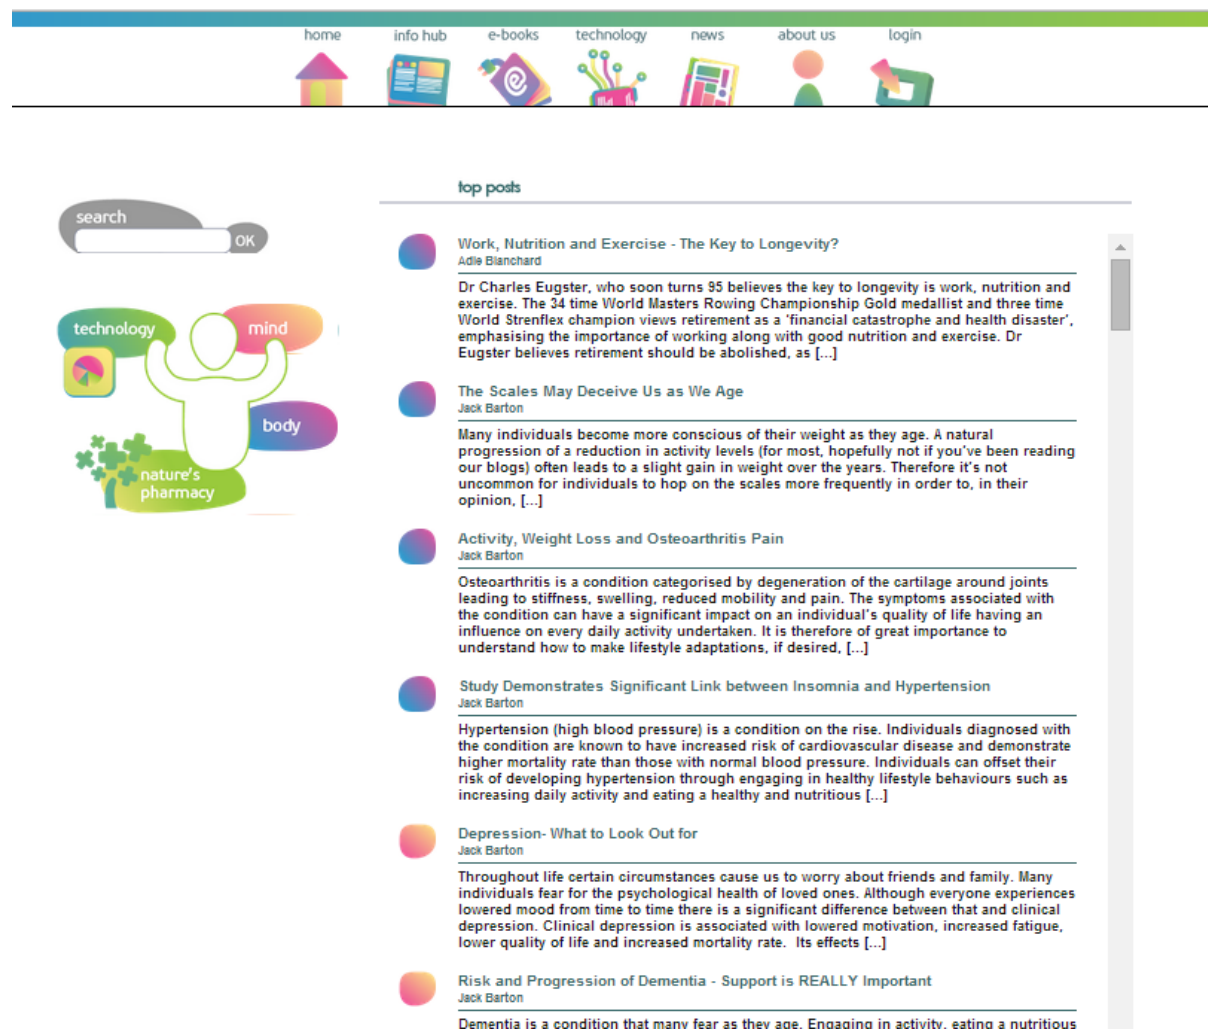 home info hub e-books technology news about us login
search
OK
technology
mind
body
nature's
pharmacy
top posts
Work, Nutrition and Exercise - The Key to Longevity?
Adie Blanchard
Dr Charles Eugster, who soon turns 95 believes the key to longevity is work, nutrition and
exercise. The 34 time World Masters Rowing Championship Gold medallist and three time
World Strenflex champion views retirement as a ‘financial catastrophe and health disaster’,
emphasising the importance of working along with good nutrition and exercise. Dr
Eugster believes retirement should be abolished, as [...]
The Scales May Deceive Us as We Age
Jack Barton
Many individuals become more conscious of their weight as they age. A natural
progression of a reduction in activity levels (for most, hopefully not if you’ve been reading
our blogs) often leads to a slight gain in weight over the years. Therefore it’s not
uncommon for individuals to hop on the scales more frequently in order to, in their
opinion, [...]
Activity, Weight Loss and Osteoarthritis Pain
Jack Barton
Osteoarthritis is a condition categorised by degeneration of the cartilage around joints
leading to stiffness, swelling, reduced mobility and pain. The symptoms associated with
the condition can have a significant impact on an individual’s quality of life having an
influence on every daily activity undertaken. It is therefore of great importance to
understand how to make lifestyle adaptations, if desired, [...]
Study Demonstrates Significant Link between Insomnia and Hypertension
Jack Barton
Hypertension (high blood pressure) is a condition on the rise. Individuals diagnosed with
the condition are known to have increased risk of cardiovascular disease and demonstrate
higher mortality rate than those with normal blood pressure. Individuals can offset their
risk of developing hypertension through engaging in healthy lifestyle behaviours such as
increasing daily activity and eating a healthy and nutritious [...]
Depression- What to Look Out for
Jack Barton
Throughout life certain circumstances cause us to worry about friends and family. Many
individuals fear for the psychological health of loved ones. Although everyone experiences
lowered mood from time to time there is a significant difference between that and clinical
depression. Clinical depression is associated with lowered motivation, increased fatigue,
lower quality of life and increased mortality rate.  Its effects [...]
Risk and Progression of Dementia - Support is REALLY Important
Jack Barton
Dementia is a condition that many fear as they age. Engaging in activity, eating a nutritious